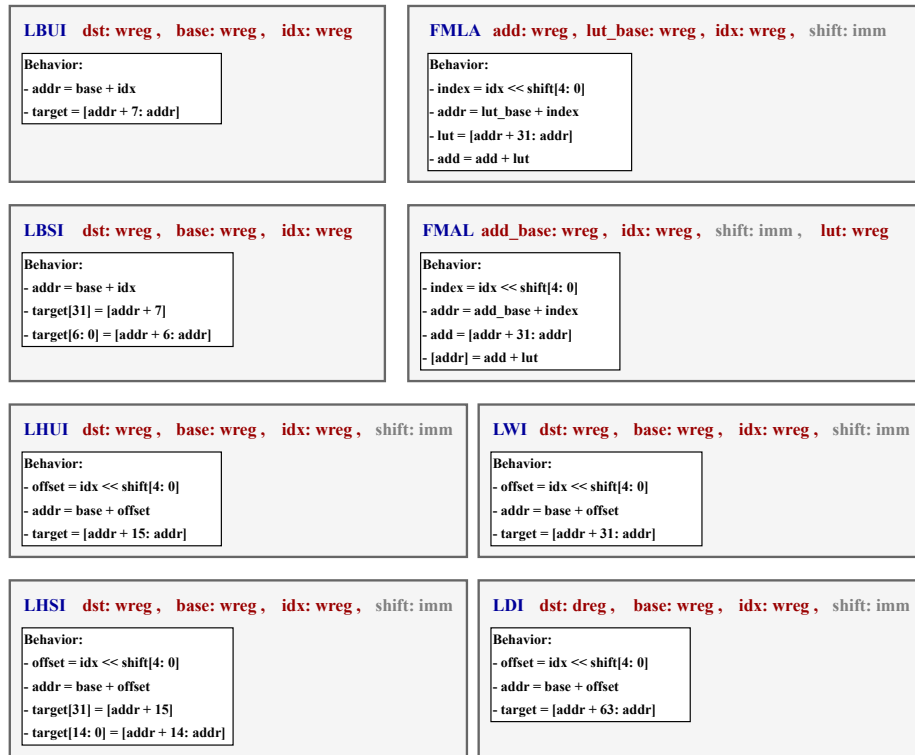 LBUI dst: wreg , base: wreg , idx: wreg
Behavior:
- addr = base + idx
- target = [addr + 7: addr]
FMLA add: wreg , lut_base: wreg , idx: wreg , shift: imm
Behavior:
- index = idx << shift[4: 0]
- addr = lut_base + index
- lut = [addr + 31: addr]
- add = add + lut
LBSI dst: wreg , base: wreg , idx: wreg
Behavior:
- addr = base + idx
- target[31] = [addr + 7]
- target[6: 0] = [addr + 6: addr]
FMAL add_base: wreg , idx: wreg , shift: imm , lut: wreg
Behavior:
- index = idx << shift[4: 0]
- addr = add_base + index
- add = [addr + 31: addr]
- [addr] = add + lut
LHUI dst: wreg , base: wreg , idx: wreg , shift: imm
Behavior:
- offset = idx << shift[4: 0]
- addr = base + offset
- target = [addr + 15: addr]
LWI dst: wreg , base: wreg , idx: wreg , shift: imm
Behavior:
- offset = idx << shift[4: 0]
- addr = base + offset
- target = [addr + 31: addr]
LHSI dst: wreg , base: wreg , idx: wreg , shift: imm
Behavior:
- offset = idx << shift[4: 0]
- addr = base + offset
- target[31] = [addr + 15]
- target[14: 0] = [addr + 14: addr]
LDI dst: dreg , base: wreg , idx: wreg , shift: imm
Behavior:
- offset = idx << shift[4: 0]
- addr = base + offset
- target = [addr + 63: addr]